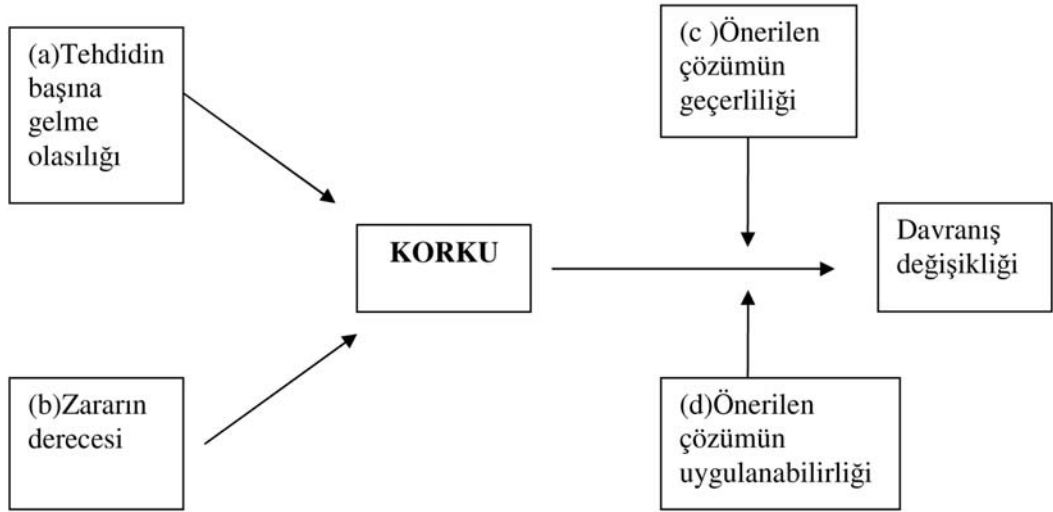 (a)Tehdidin
başına
gelme
olasılığı
(c )Önerilen
çözümün
geçerliliği
KORKU
Davranış
değişikliği
(b)Zararın
derecesi
(d)Önerilen
çözümün
uygulanabilirliği